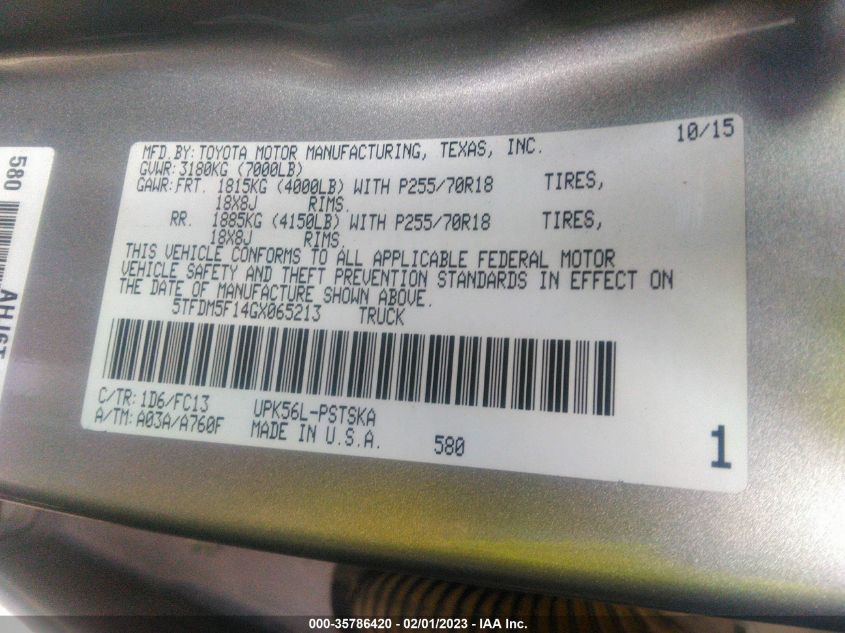 10/15
MFD.BY: TOYOTA MOTOR MANUFACTURING, TEXAS, INC.
GVWR: 3180KG (7000LB)
GAWR: FRT. 1815KG (4000LB) WITH P255/70R18 TIRES,
18X8J RIMS.
RR. 1885KG (4150LB) WITH P255/70R18 TIRES,
18X8J RIMS.
THIS VEHICLE CONFORMS TO ALL APPLICABLE FEDERAL MOTOR
VEHICLE SAFETY AND THEFT PREVENTION STANDARDS IN EFFECT ON
THE DATE OF MANUFACTURE SHOWN ABOVE.
5TFDM5F14GX065213 TRUCK
C/TR: 1D6/FC13 UPK56L-PSTSKA
A/TM: A03A/A760F MADE IN U.S.A. 580
1
580
000-35786420 / 02/01/2023 - IAA Inc.